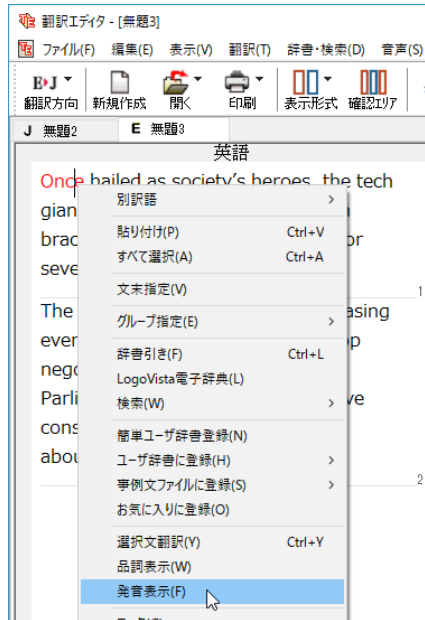 翻訳エディタ - [無題3]
ファイル(F) 編集(E) 表示(V) 翻訳(T) 辞書・検索(D) 音声(S)
E›J
翻訳方向 新規作成 開く 印刷 表示形式 確認エリア
J 無題2 E 無題3
英語
Once hailed as society's heroes, the tech
gian
brac or
seve
1
The asing
ever op
nego
Parli ve
cons
abou
2
別訳語
貼り付け(P) Ctrl+V
すべて選択(A) Ctrl+A
文末指定(V)
グループ指定(E)
辞書引き(F) Ctrl+L
LogoVista電子辞典(L)
検索(W)
簡単ユーザ辞書登録(N)
ユーザ辞書に登録(H)
事例文ファイルに登録(S)
お気に入りに登録(O)
選択文翻訳(Y) Ctrl+Y
品詞表示(W)
発音表示(F)